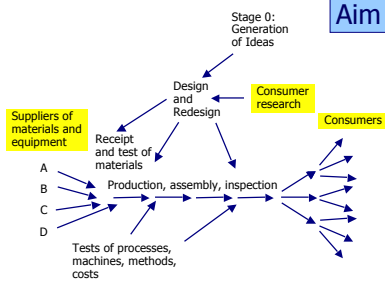 Stage 0:
Generation
of Ideas
Aim
Design
and
Redesign
Consumer
research
Suppliers of
materials and
equipment
Consumers
Receipt
and test of
materials
A
B
C
D
Production, assembly, inspection
Tests of processes,
machines, methods,
costs